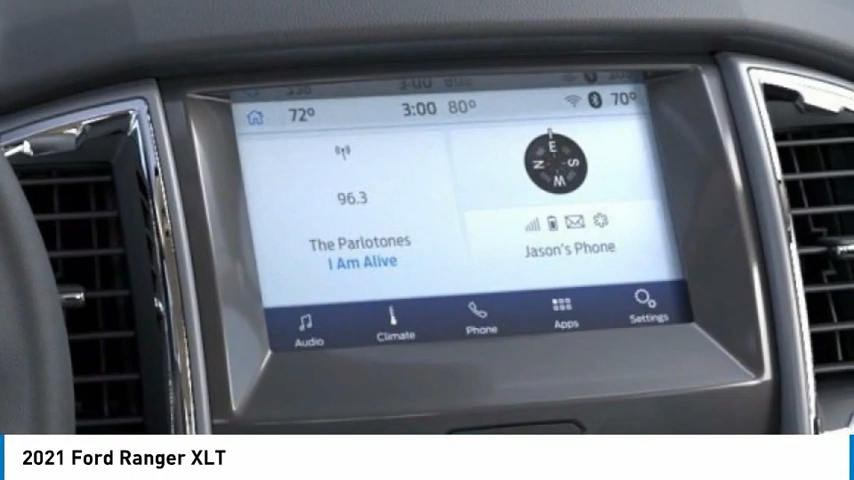 72° 3:00 80° 70°
96.3
The Parlotones
I Am Alive
E
N S
W
Jason's Phone
Audio Climate Phone Apps Settings
2021 Ford Ranger XLT